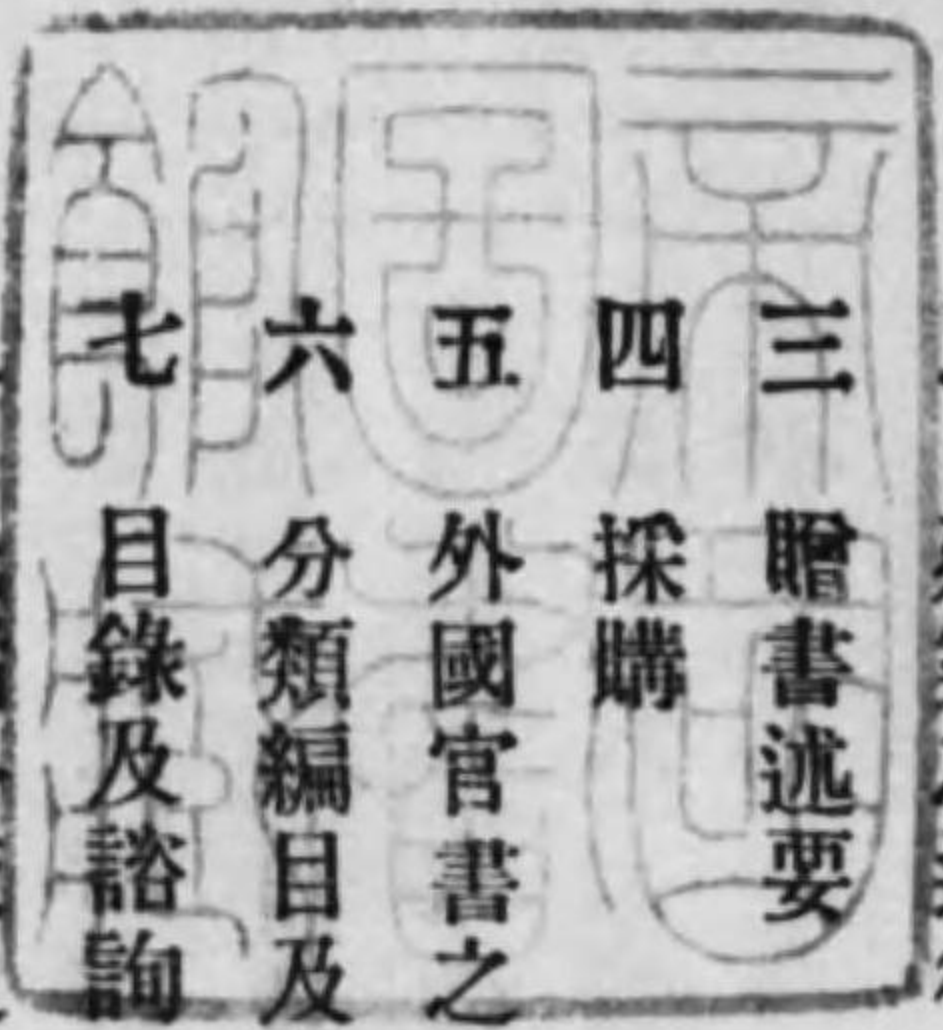 三 贈書述要
四 採購
五 外國官書之
六 分類編目及
七 目錄及諮詢